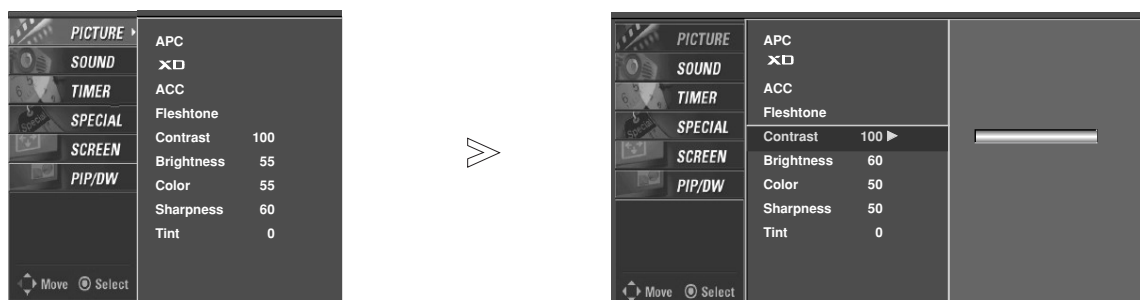 PICTURE
SOUND
TIMER
SPECIAL
SCREEN
PIP/DW
Move Select
APC
XD
ACC
Fleshtone
Contrast 100
Brightness 55
Color 55
Sharpness 60
Tint 0
PICTURE
SOUND
TIMER
SPECIAL
SCREEN
PIP/DW
Move Select
APC
XD
ACC
Fleshtone
Contrast 100
Brightness 60
Color 50
Sharpness 50
Tint 0